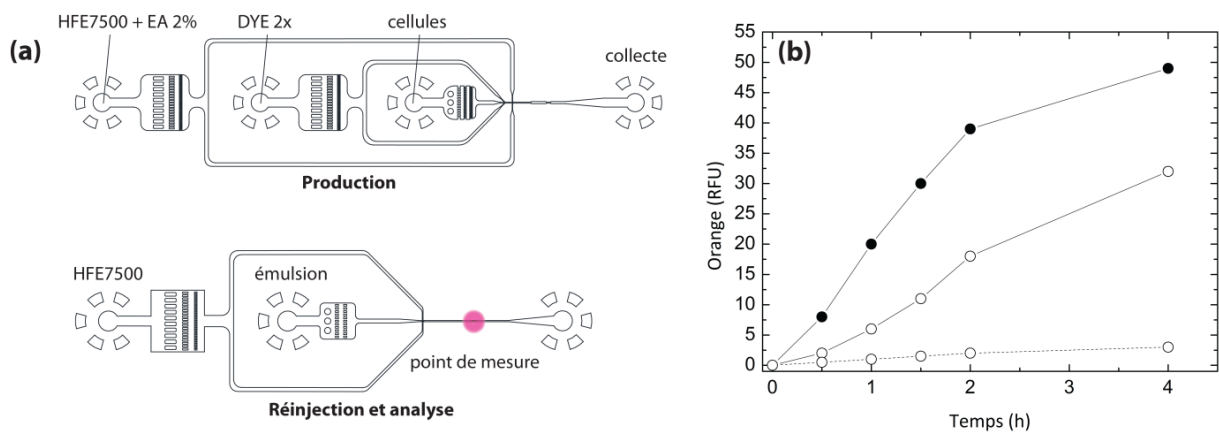 (a)
HFE7500 + EA 2%
DYE 2x
cellules
collecte
Production
HFE7500
émulsion
point de mesure
Réinjection et analyse
(b)
Orange (RFU)
55
50
45
40
35
30
25
20
15
10
5
0
0 1 2 3 4
Temps (h)